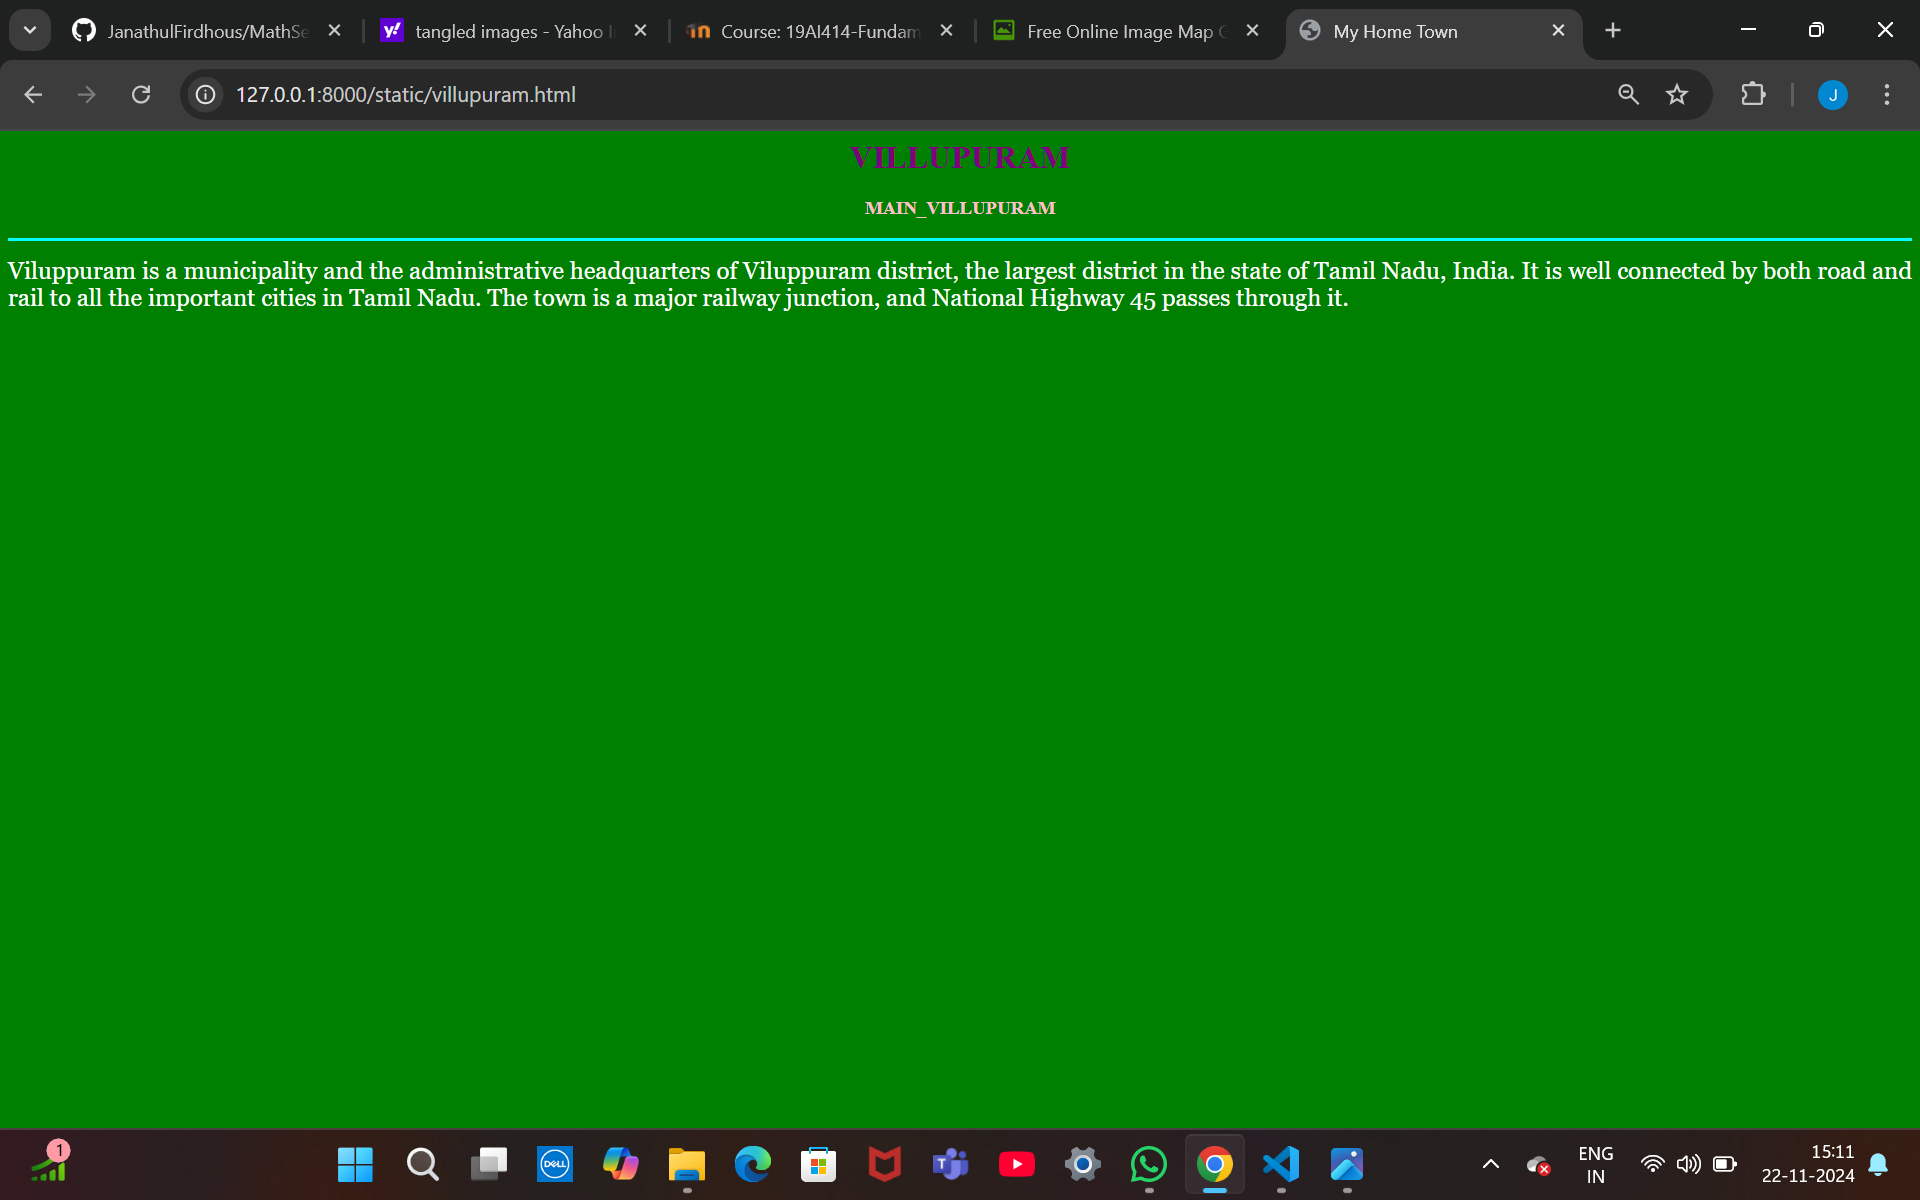 JanathulFirdhous/MathSe
tangled images - Yahoo I
Course: 19AI414-Fundam
Free Online Image Map G
My Home Town
127.0.0.1:8000/static/villupuram.html
J
VILLUPURAM
MAIN_VILLUPURAM
Viluppuram is a municipality and the administrative headquarters of Viluppuram district, the largest district in the state of Tamil Nadu, India. It is well connected by both road and
rail to all the important cities in Tamil Nadu. The town is a major railway junction, and National Highway 45 passes through it.
1
DELL
ENG
IN
15:11
22-11-2024